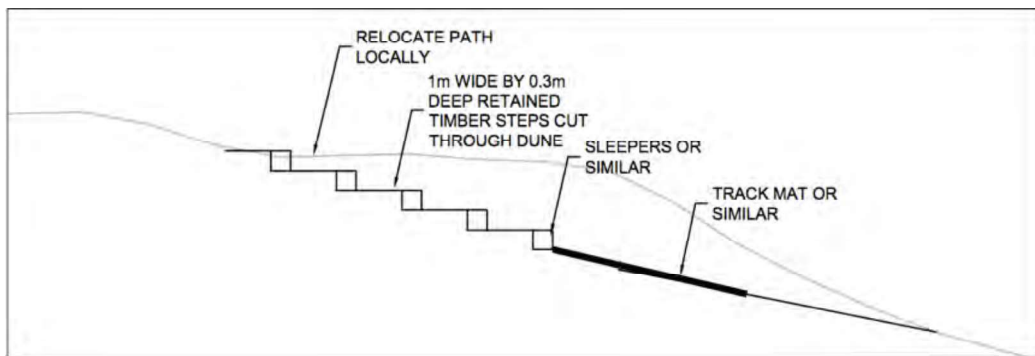 RELOCATE PATH
LOCALLY
1m WIDE BY 0.3m
DEEP RETAINED
TIMBER STEPS CUT
THROUGH DUNE
SLEEPERS OR
SIMILAR
TRACK MAT OR
SIMILAR